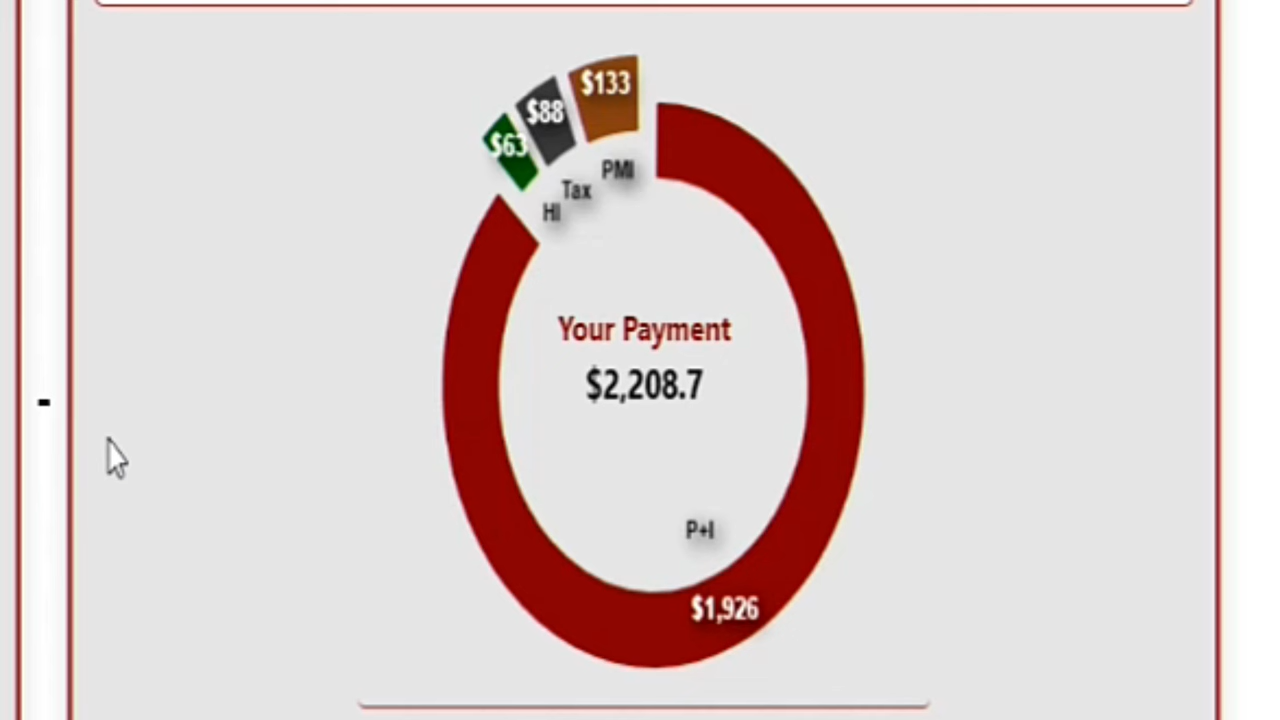 $133
$88
$63
PMI
Tax
HI
Your Payment
$2,208.7
P+I
$1,926